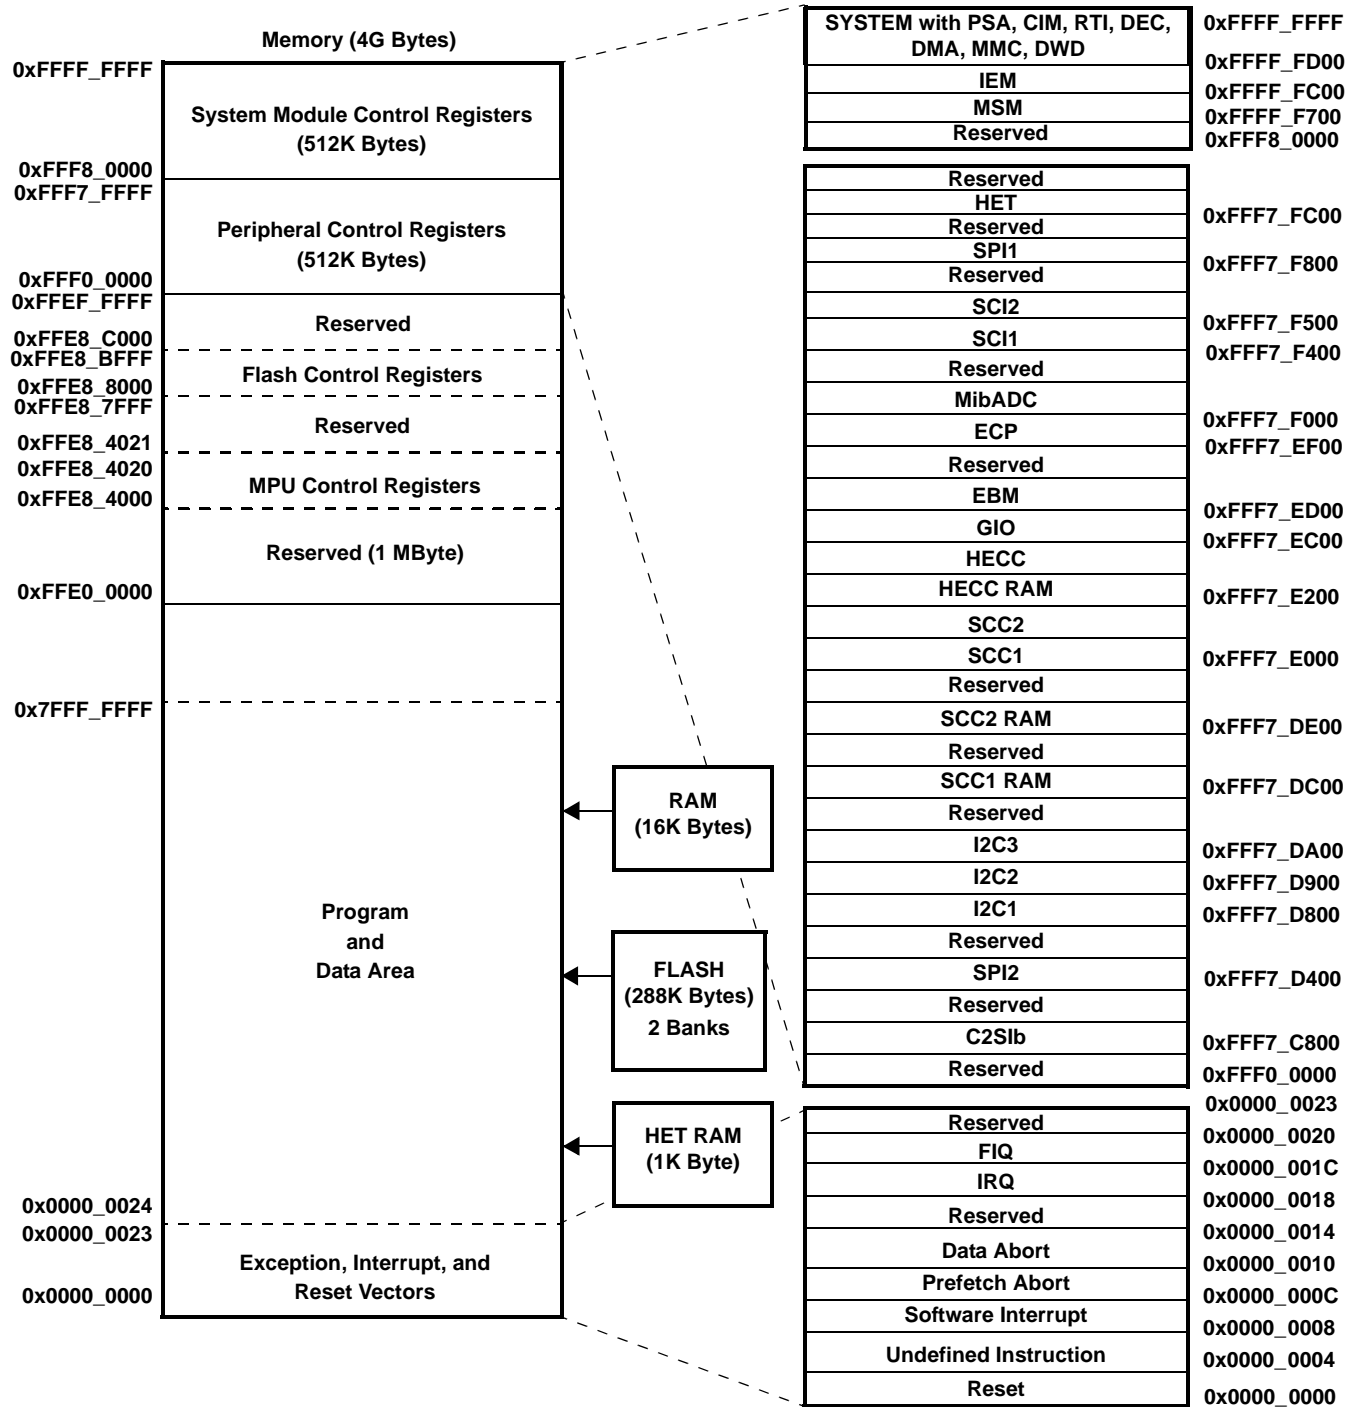 Memory (4G Bytes)
0xFFFF_FFFF
System Module Control Registers
(512K Bytes)
0xFFF8_0000
0xFFF7_FFFF
Peripheral Control Registers
(512K Bytes)
0xFFF0_0000
0xFFEF_FFFF
Reserved
0xFFE8_C000
0xFFE8_BFFF
Flash Control Registers
0xFFE8_8000
0xFFE8_7FFF
Reserved
0xFFE8_4021
0xFFE8_4020
MPU Control Registers
0xFFE8_4000
Reserved (1 MByte)
0xFFE0_0000
0x7FFF_FFFF
Program
and
Data Area
0x0000_0024
0x0000_0023
Exception, Interrupt, and
Reset Vectors
0x0000_0000
RAM
(16K Bytes)
FLASH
(288K Bytes)
2 Banks
HET RAM
(1K Byte)
SYSTEM with PSA, CIM, RTI, DEC,
DMA, MMC, DWD
0xFFFF_FFFF
0xFFFF_FD00
IEM
0xFFFF_FC00
MSM
0xFFFF_F700
Reserved
0xFFF8_0000
Reserved
HET
0xFFF7_FC00
Reserved
SPI1
0xFFF7_F800
Reserved
SCI2
0xFFF7_F500
SCI1
0xFFF7_F400
Reserved
MibADC
0xFFF7_F000
ECP
0xFFF7_EF00
Reserved
EBM
0xFFF7_ED00
GIO
0xFFF7_EC00
HECC
HECC RAM
0xFFF7_E200
SCC2
SCC1
0xFFF7_E000
Reserved
SCC2 RAM
0xFFF7_DE00
Reserved
SCC1 RAM
0xFFF7_DC00
Reserved
I2C3
0xFFF7_DA00
I2C2
0xFFF7_D900
I2C1
0xFFF7_D800
Reserved
SPI2
0xFFF7_D400
Reserved
C2SIb
0xFFF7_C800
Reserved
0xFFF0_0000
0x0000_0023
Reserved
0x0000_0020
FIQ
0x0000_001C
IRQ
0x0000_0018
Reserved
0x0000_0014
Data Abort
0x0000_0010
Prefetch Abort
0x0000_000C
Software Interrupt
0x0000_0008
Undefined Instruction
0x0000_0004
Reset
0x0000_0000